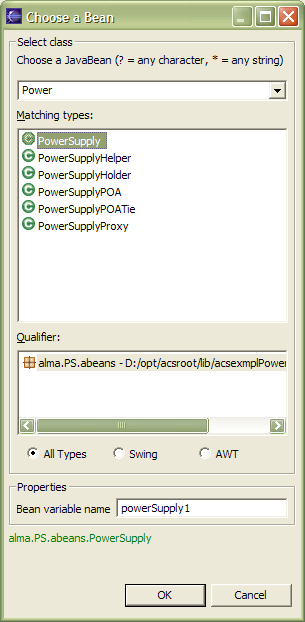 Choose a Bean
Select class
Choose a JavaBean (? = any character, * = any string)
Power
Matching types:
PowerSupply
PowerSupplyHelper
PowerSupplyHolder
PowerSupplyPOA
PowerSupplyPOATie
PowerSupplyProxy
Qualifier:
alma.PS.abeans - D:/opt/acsroot/lib/acsexmplPower
All Types Swing AWT
Properties
Bean variable name powerSupply1
alma.PS.abeans.PowerSupply
OK Cancel